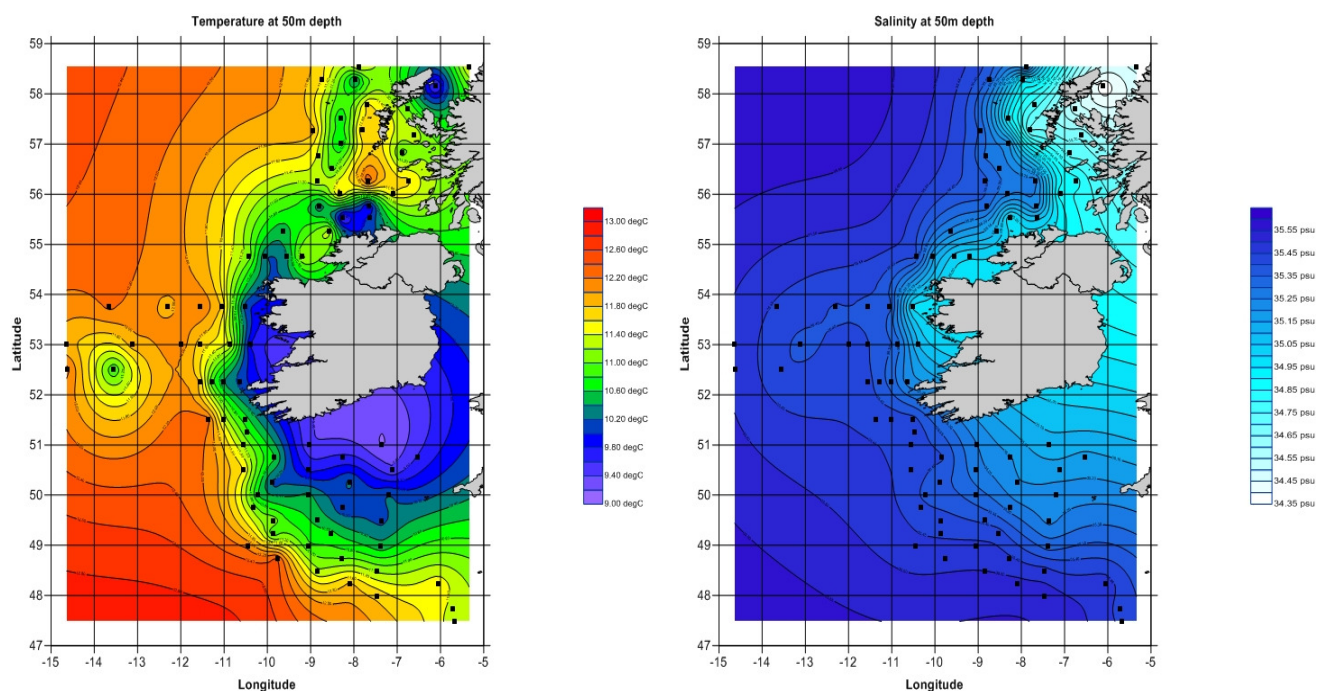 Temperature at 50m depth
59
58
57
56
55
54
53
52
51
50
49
48
47
Latitude
-15 -14 -13 -12 -11 -10 -9 -8 -7 -6 -5
Longitude
13.00 degC
12.60 degC
12.20 degC
11.80 degC
11.40 degC
11.00 degC
10.60 degC
10.20 degC
9.80 degC
9.40 degC
9.00 degC
Salinity at 50m depth
59
58
57
56
55
54
53
52
51
50
49
48
47
Latitude
-15 -14 -13 -12 -11 -10 -9 -8 -7 -6 -5
Longitude
35.55 psu
35.45 psu
35.35 psu
35.25 psu
35.15 psu
35.05 psu
34.95 psu
34.85 psu
34.75 psu
34.65 psu
34.55 psu
34.45 psu
34.35 psu